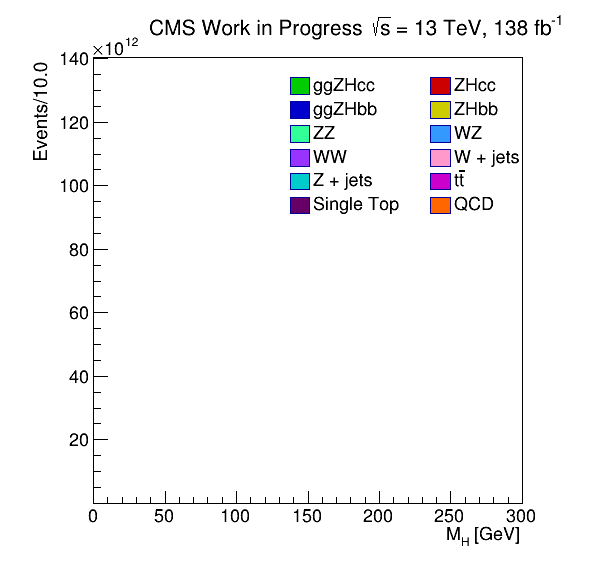 CMS Work in Progress √s = 13 TeV, 138 fb⁻¹
×10¹²
Events/10.0
140
120
100
80
60
40
20
ggZHcc ZHcc
ggZHbb ZHbb
ZZ WZ
WW W + jets
Z + jets tt̄
Single Top QCD
0 50 100 150 200 250 300
M_H [GeV]